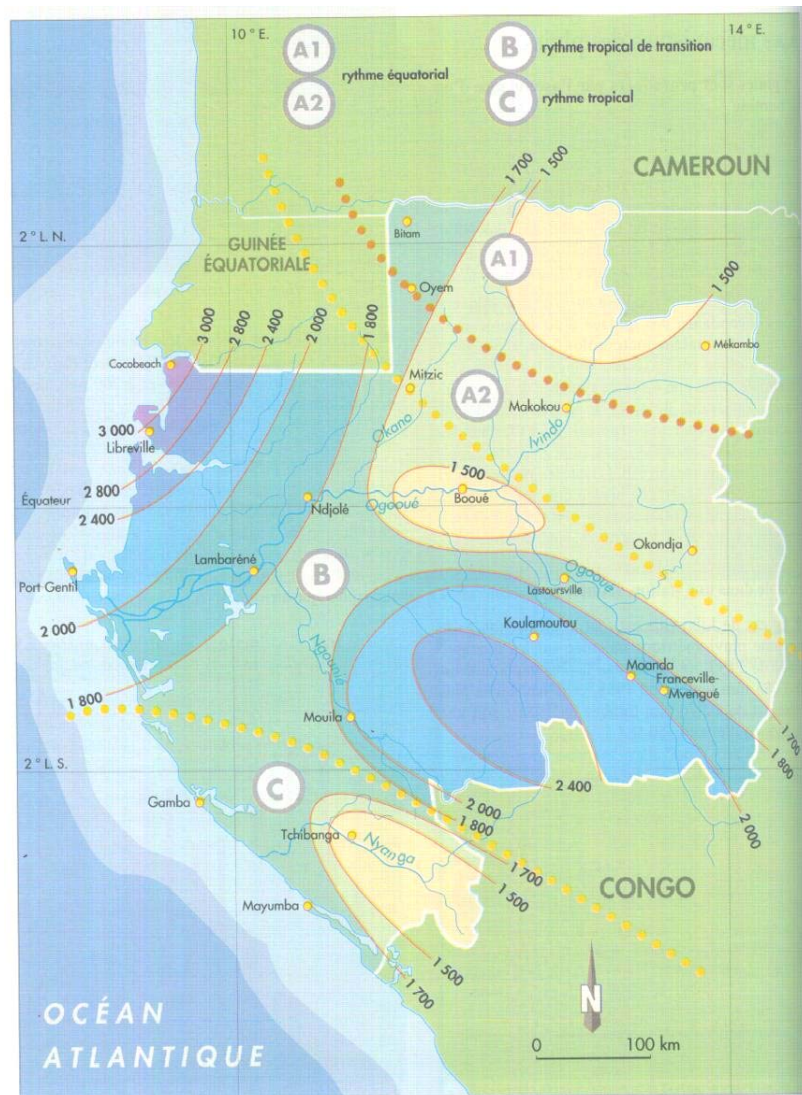 10 ° E.
14 ° E.
A1
A2
rythme équatorial
B
rythme tropical de transition
C
rythme tropical
CAMEROUN
1 700
1 500
2 ° L. N.
GUINÉE
ÉQUATORIALE
Bitam
Oyem
A1
1 500
Mékambo
3 000
2 800
2 400
2 000
1 800
Cocobeach
Mitzic
A2
Makokou
Okano
Ivindo
3 000
Libreville
2 800
2 400
Équateur
1 500
Booué
Ndjolé
Ogooué
Okondja
Port Gentil
Lambaréné
B
Ogooue
Lastoursville
2 000
Koulamoutou
Ngounié
Moanda
Franceville-
Mvengué
1 800
Mouila
1 700
1 800
2 ° L. S.
2 400
2 000
Gamba
C
2 000
1 800
Tchibanga
Nyanga
1 700
1 500
Mayumba
CONGO
1 500
1 700
N
OCÉAN
ATLANTIQUE
0
100 km